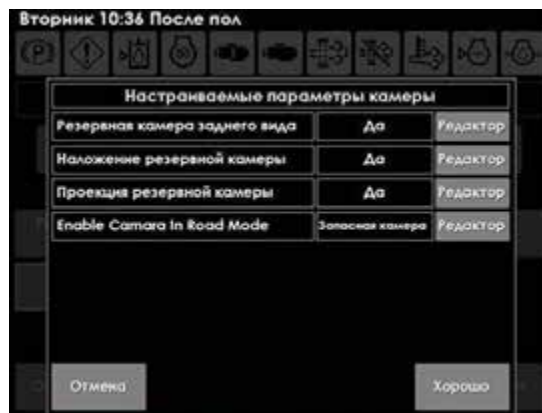 Вторник 10:36 После пол
Настраиваемые параметры камеры
Резервная камера заднего вида Да Редактор
Наложение резервной камеры Да Редактор
Проекция резервной камеры Да Редактор
Enable Camara In Road Mode Запасная камера Редактор
Отмена Хорошо